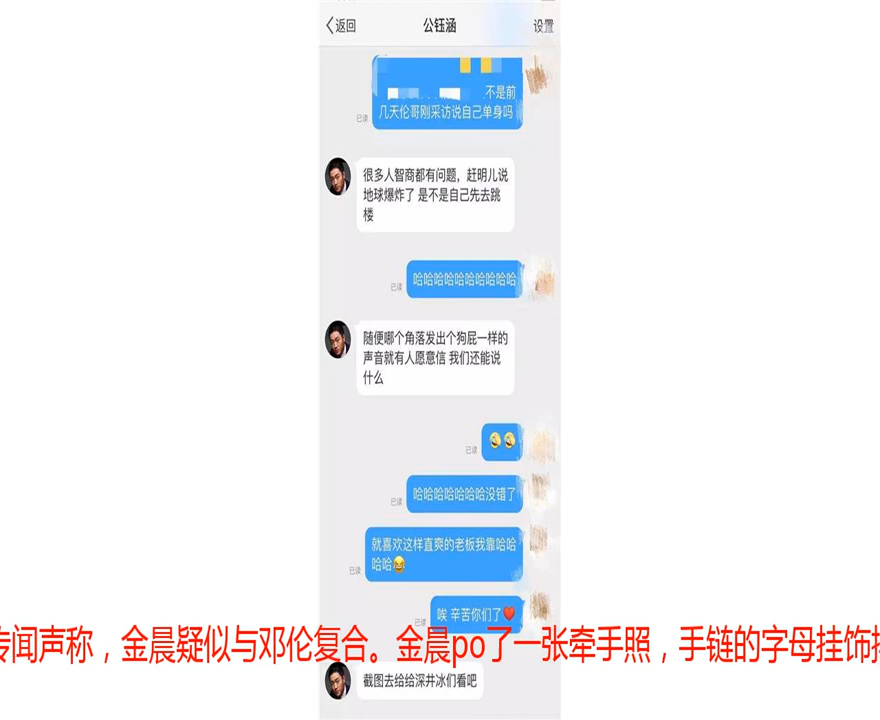 返回
公钰涵
设置
不是前
几天伦哥刚采访说自己单身吗
已读
很多人智商都有问题，赶明儿说
地球爆炸了 是不是自己先去跳
楼
哈哈哈哈哈哈哈哈哈哈
已读
随便哪个角落发出个狗屁一样的
声音就有人愿意信 我们还能说
什么
已读
哈哈哈哈哈哈哈没错了
已读
就喜欢这样直爽的老板我靠哈哈
哈哈😂
已读
唉 辛苦你们了❤️
已读
传闻声称，金晨疑似与邓伦复合。金晨po了一张牵手照，手链的字母挂饰
截图去给给深井冰们看吧